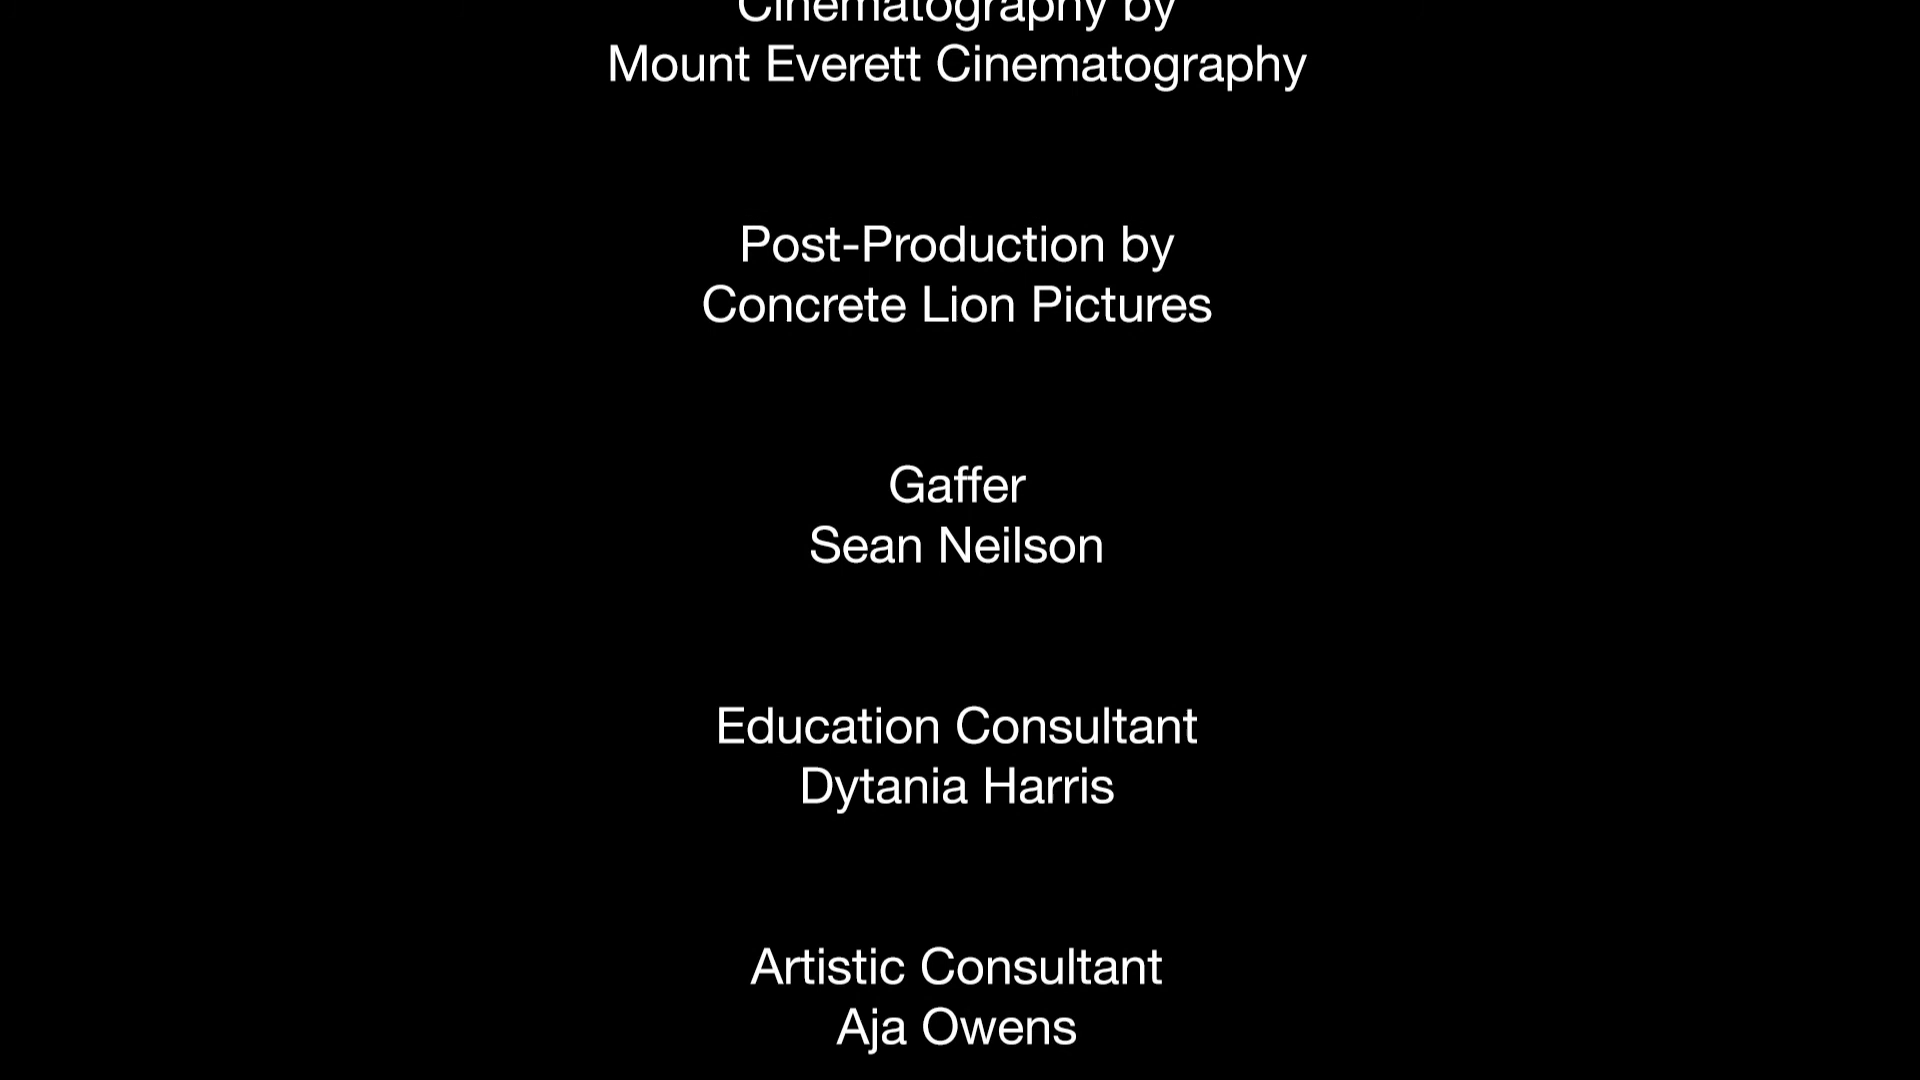 Cinematography by
Mount Everett Cinematography
Post-Production by
Concrete Lion Pictures
Gaffer
Sean Neilson
Education Consultant
Dytania Harris
Artistic Consultant
Aja Owens